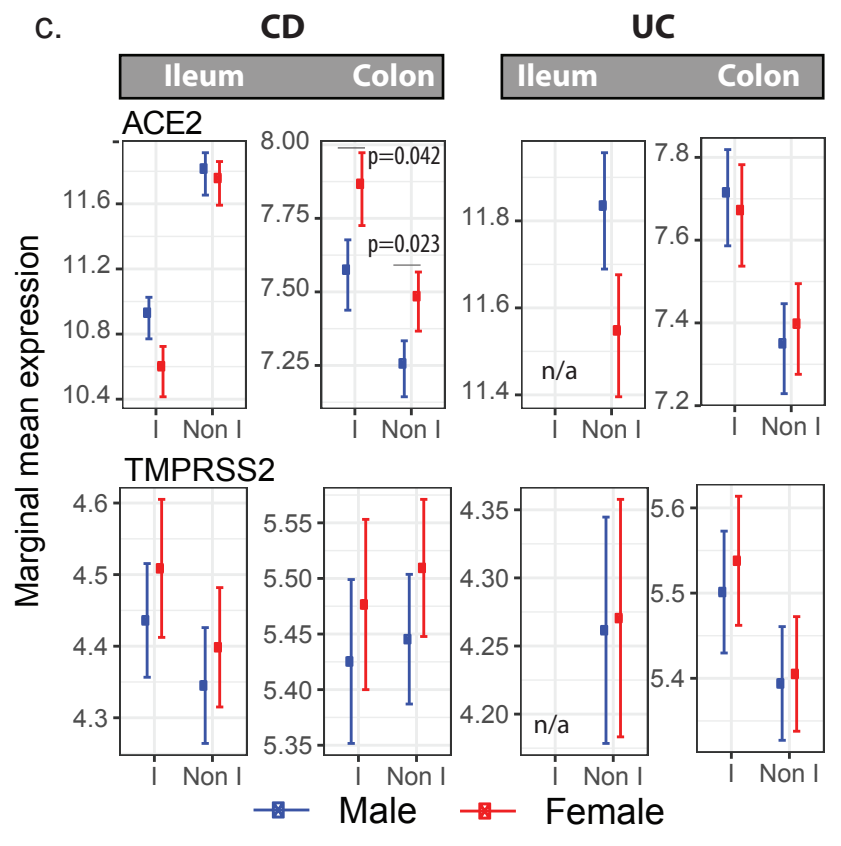 c. CD UC
Ileum Colon Ileum Colon
ACE2
Marginal mean expression
11.6
11.2
10.8
10.4
I Non I
8.00
7.75
7.50
7.25
p=0.042
p=0.023
I Non I
11.8
11.6
11.4
n/a
I Non I
7.8
7.6
7.4
7.2
I Non I
TMPRSS2
4.6
4.5
4.4
4.3
I Non I
5.55
5.50
5.45
5.40
5.35
I Non I
4.35
4.30
4.25
4.20
n/a
I Non I
5.6
5.5
5.4
I Non I
Male Female